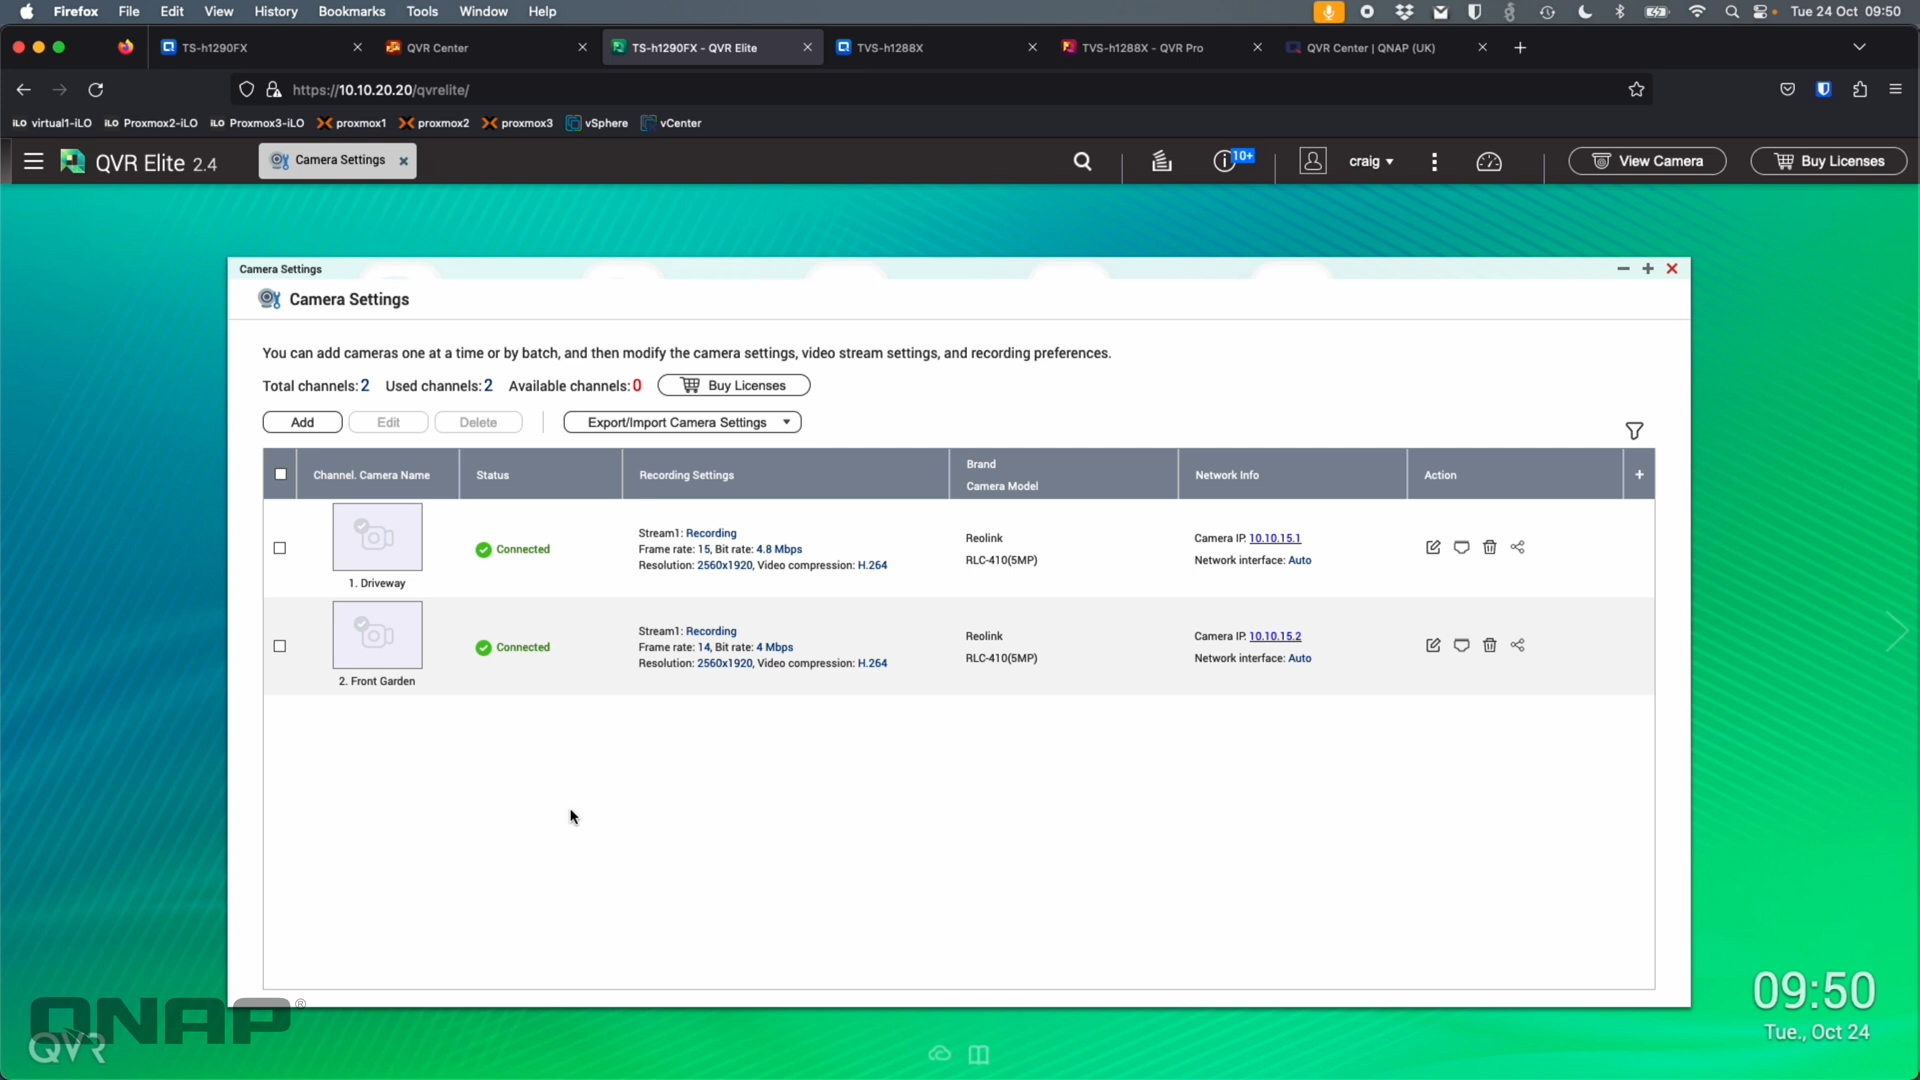 Firefox File Edit View History Bookmarks Tools Window Help Tue 24 Oct 09:50
TS-h1290FX QVR Center TS-h1290FX - QVR Elite TVS-h1288X TVS-h1288X - QVR Pro QVR Center | QNAP (UK)
https://10.10.20.20/qvrelite/
iLO virtual1-iLO iLO Proxmox2-iLO iLO Proxmox3-iLO proxmox1 proxmox2 proxmox3 vSphere vCenter
QVR Elite 2.4 Camera Settings 10+ craig View Camera Buy Licenses
Camera Settings
Camera Settings
You can add cameras one at a time or by batch, and then modify the camera settings, video stream settings, and recording preferences.
Total channels: 2 Used channels: 2 Available channels: 0 Buy Licenses
Add Edit Delete Export/Import Camera Settings
Channel. Camera Name Status Recording Settings Brand Camera Model Network Info Action +
Connected
Stream1: Recording
Frame rate: 15, Bit rate: 4.8 Mbps
Resolution: 2560x1920, Video compression: H.264
Reolink
RLC-410(5MP)
Camera IP: 10.10.15.1
Network interface: Auto
1. Driveway
Connected
Stream1: Recording
Frame rate: 14, Bit rate: 4 Mbps
Resolution: 2560x1920, Video compression: H.264
Reolink
RLC-410(5MP)
Camera IP: 10.10.15.2
Network interface: Auto
2. Front Garden
QNAP®
QVR
09:50
Tue., Oct 24